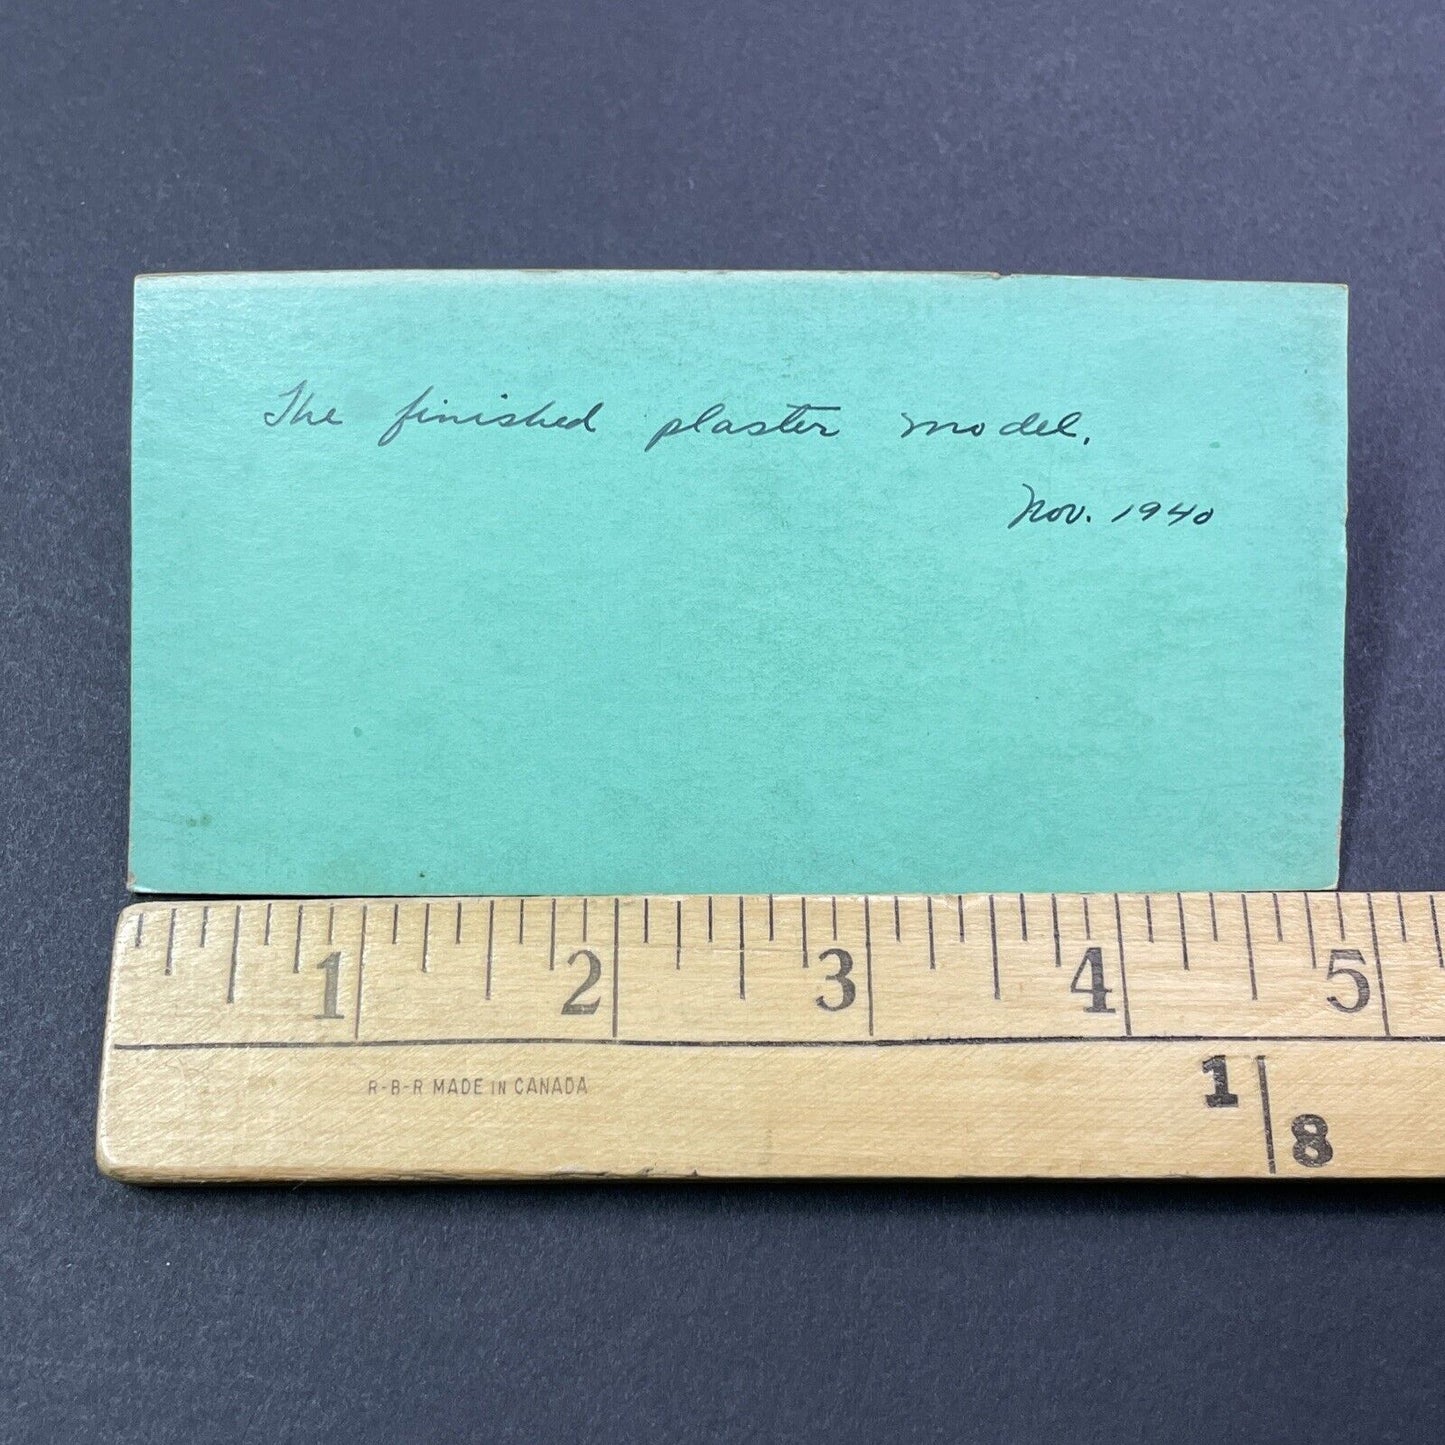 The finished plaster model.
Nov. 1940
1 2 3 4 5
R-B-R MADE IN CANADA
1
8